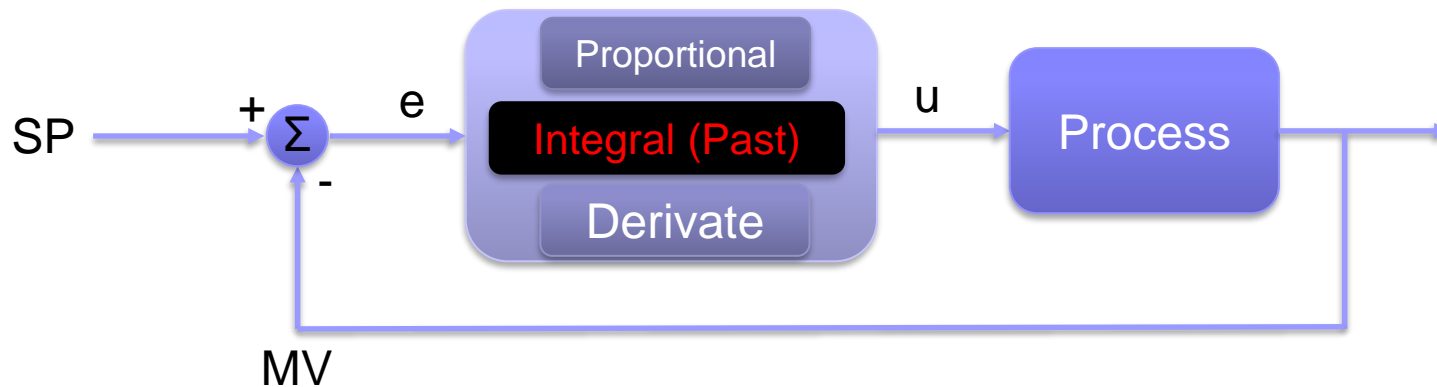 Proportional
+
e
u
SP
Σ
Integral (Past)
Process
-
Derivate
MV